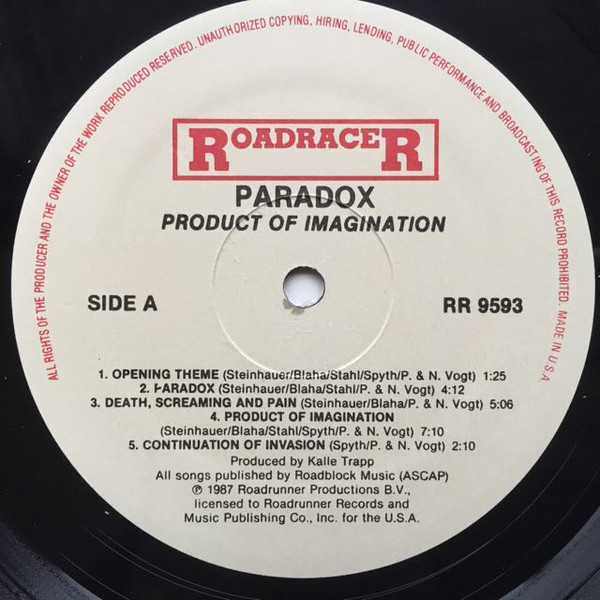 ALL RIGHTS OF THE PRODUCER AND THE OWNER OF THE WORK REPRODUCED RESERVED. UNAUTHORIZED COPYING, HIRING, LENDING, PUBLIC PERFORMANCE AND BROADCASTING OF THIS RECORD PROHIBITED. MADE IN U.S.A.
ROADRACER
PARADOX
PRODUCT OF IMAGINATION
SIDE A
RR 9593
1. OPENING THEME (Steinhauer/Blaha/Stahl/Spyth/P. & N. Vogt) 1:25
2. PARADOX (Steinhauer/Blaha/Stahl/P. & N. Vogt) 4:12
3. DEATH, SCREAMING AND PAIN (Steinhauer/Blaha/P. & N. Vogt) 5:06
4. PRODUCT OF IMAGINATION
(Steinhauer/Blaha/Stahl/Spyth/P. & N. Vogt) 7:10
5. CONTINUATION OF INVASION (Spyth/P. & N. Vogt) 2:10
Produced by Kalle Trapp
All songs published by Roadblock Music (ASCAP)
℗ 1987 Roadrunner Productions B.V.,
licensed to Roadrunner Records and
Music Publishing Co., Inc. for the U.S.A.